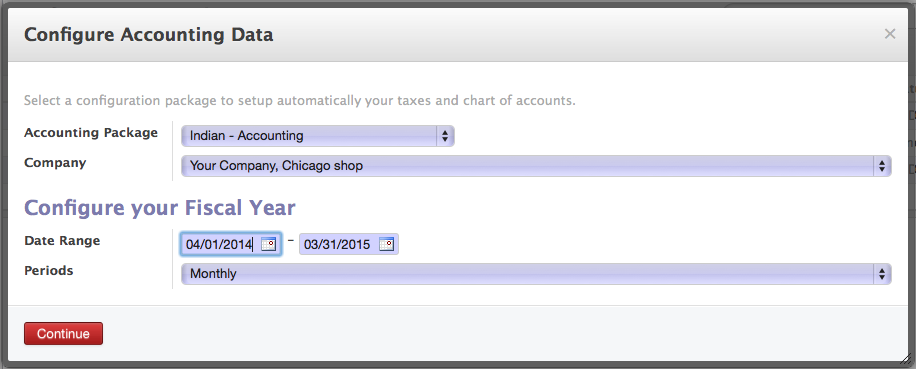 Configure Accounting Data
Select a configuration package to setup automatically your taxes and chart of accounts.
Accounting Package Indian - Accounting
Company Your Company, Chicago shop
Configure your Fiscal Year
Date Range 04/01/2014 – 03/31/2015
Periods Monthly
Continue